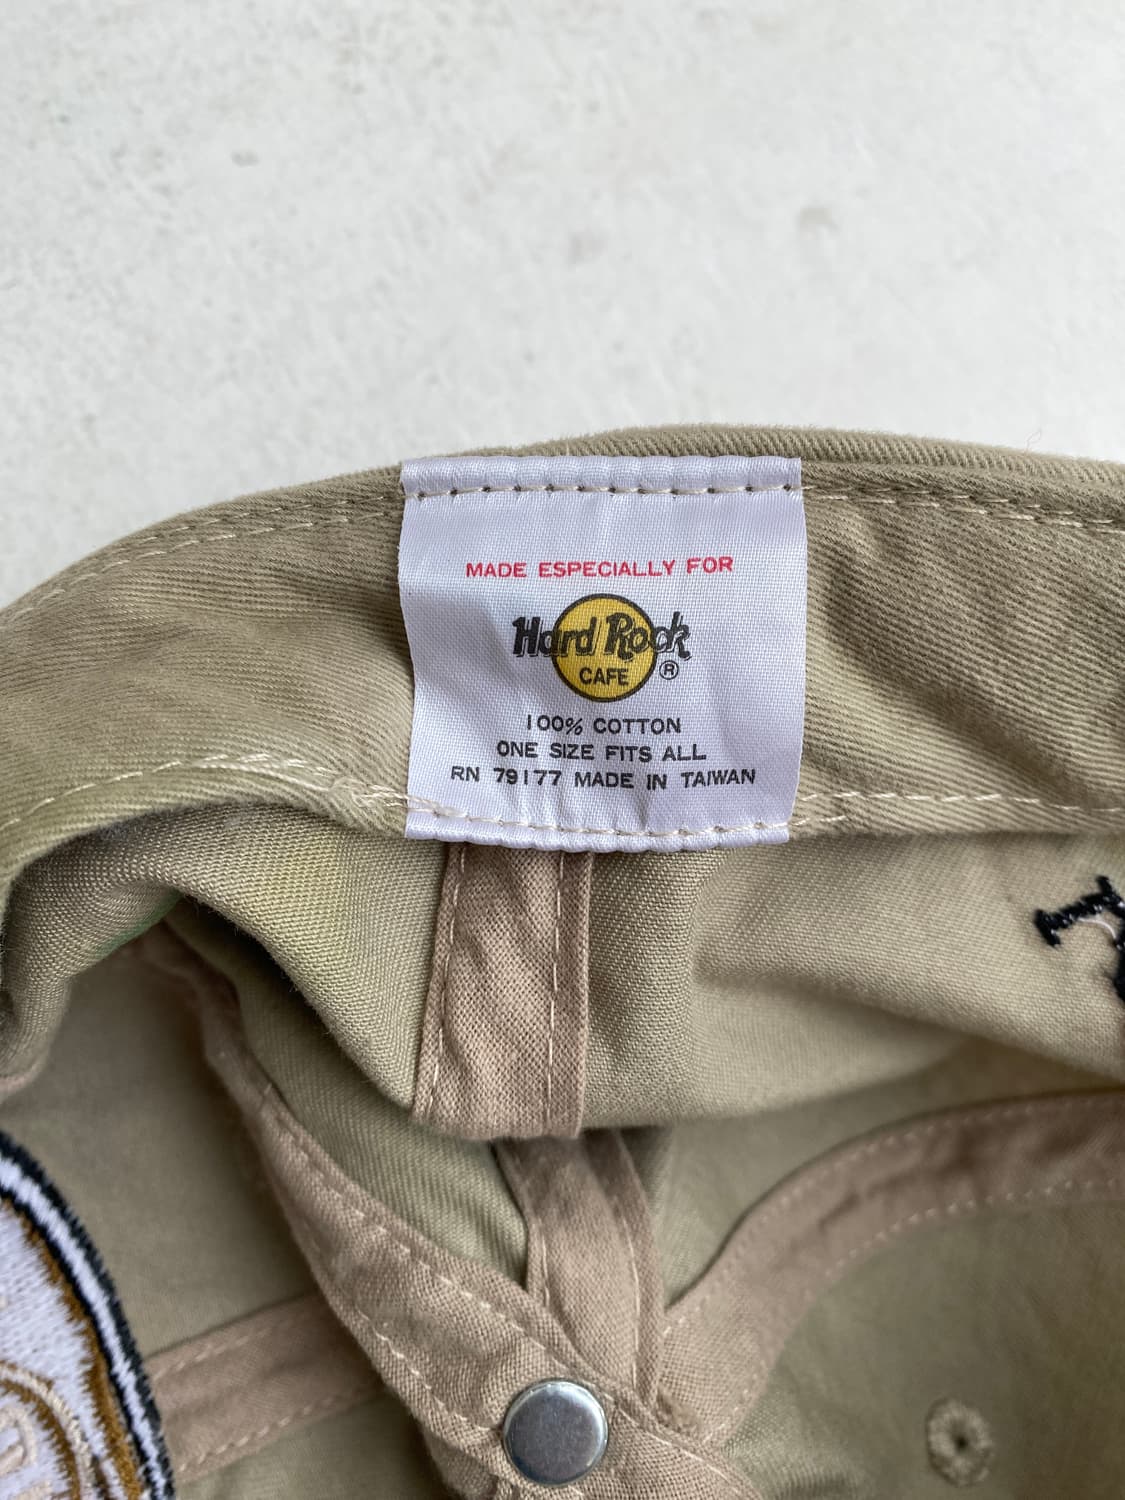 MADE ESPECIALLY FOR
Hard Rock
CAFE ®
100% COTTON
ONE SIZE FITS ALL
RN 79177 MADE IN TAIWAN